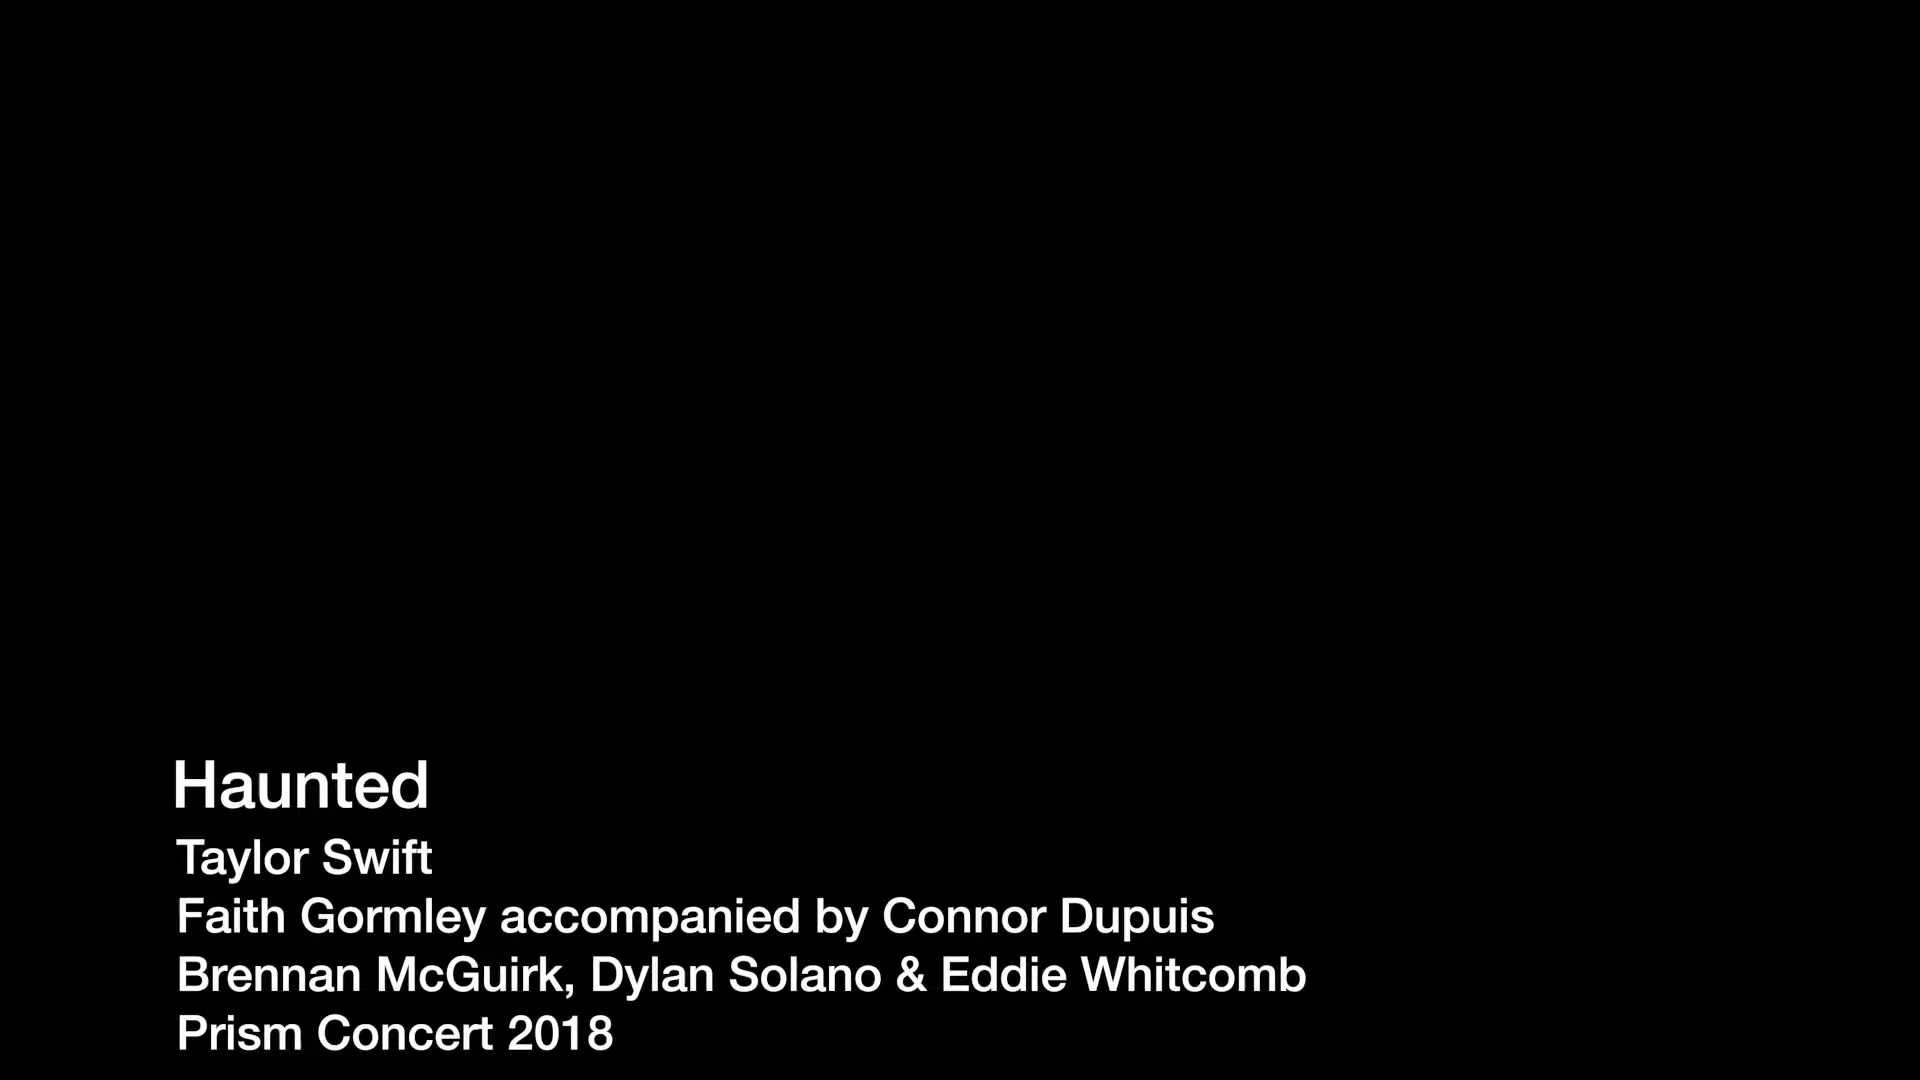 Haunted
Taylor Swift
Faith Gormley accompanied by Connor Dupuis
Brennan McGuirk, Dylan Solano & Eddie Whitcomb
Prism Concert 2018